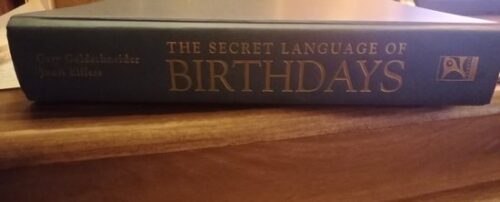 Gary Goldschneider
Joost Elffers
THE SECRET LANGUAGE OF
BIRTHDAYS